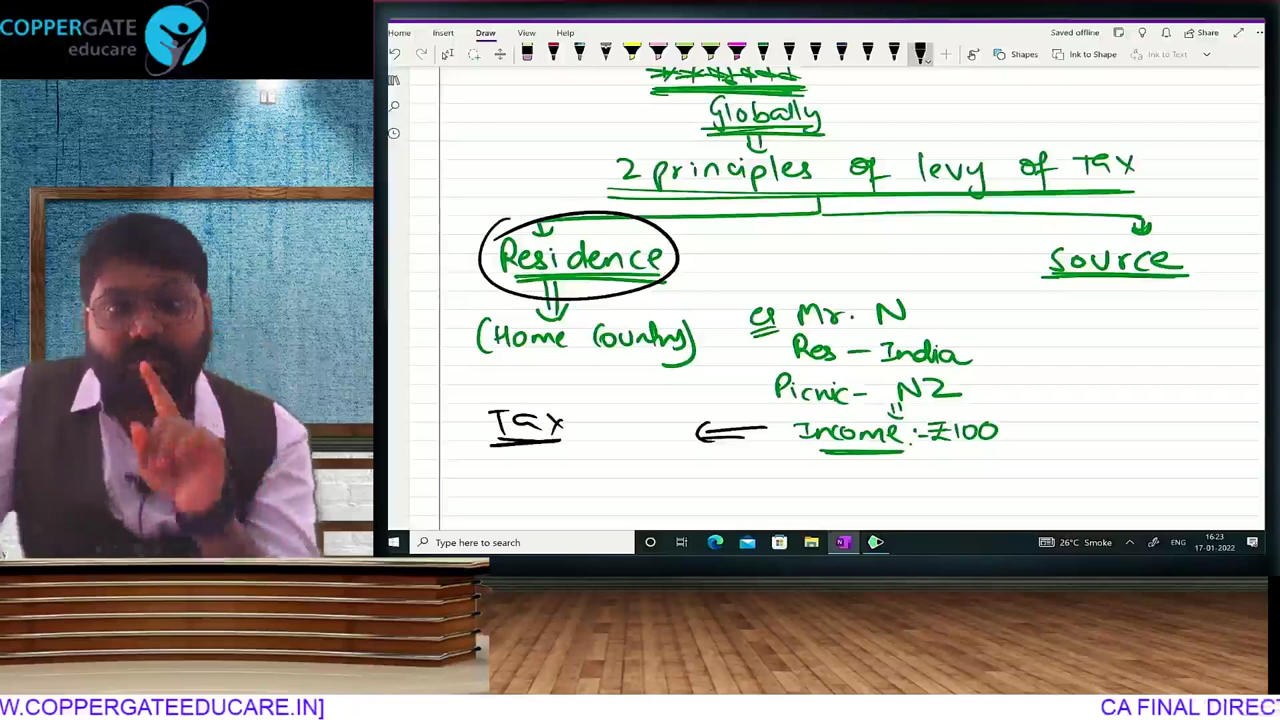 COPPERGATE
educare
Home Insert Draw View Help
Saved offline
Share
Shapes
Ink to Shape
Ink to Text
Globally
2 principles of levy of Tax
Residence
Source
(Home Country)
eg Mr. N
Res - India
Picnic - NZ
Income :- ₹100
Tax
Type here to search
26°C Smoke
ENG
16:23
17-01-2022
W.COPPERGATEEDUCARE.IN]
CA FINAL DIREC